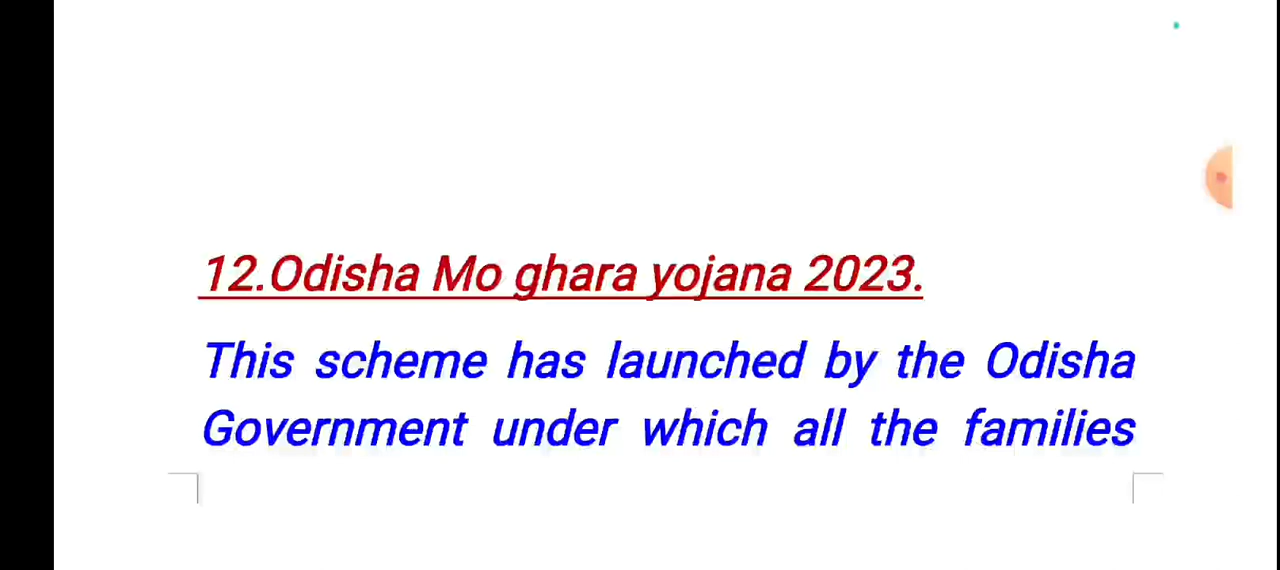 12.Odisha Mo ghara yojana 2023.
This scheme has launched by the Odisha
Government under which all the families